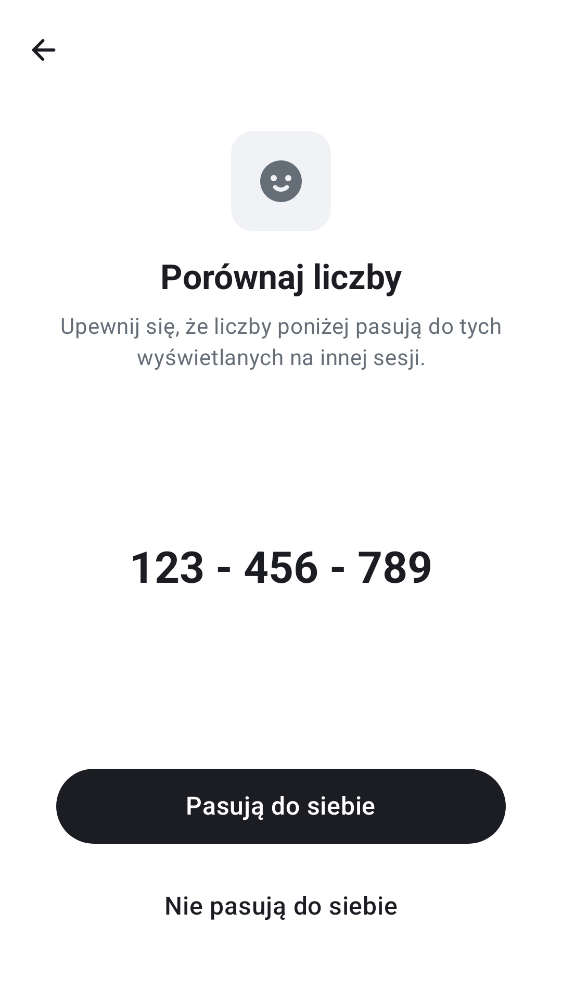 Porównaj liczby
Upewnij się, że liczby poniżej pasują do tych
wyświetlanych na innej sesji.
123 - 456 - 789
Pasują do siebie
Nie pasują do siebie